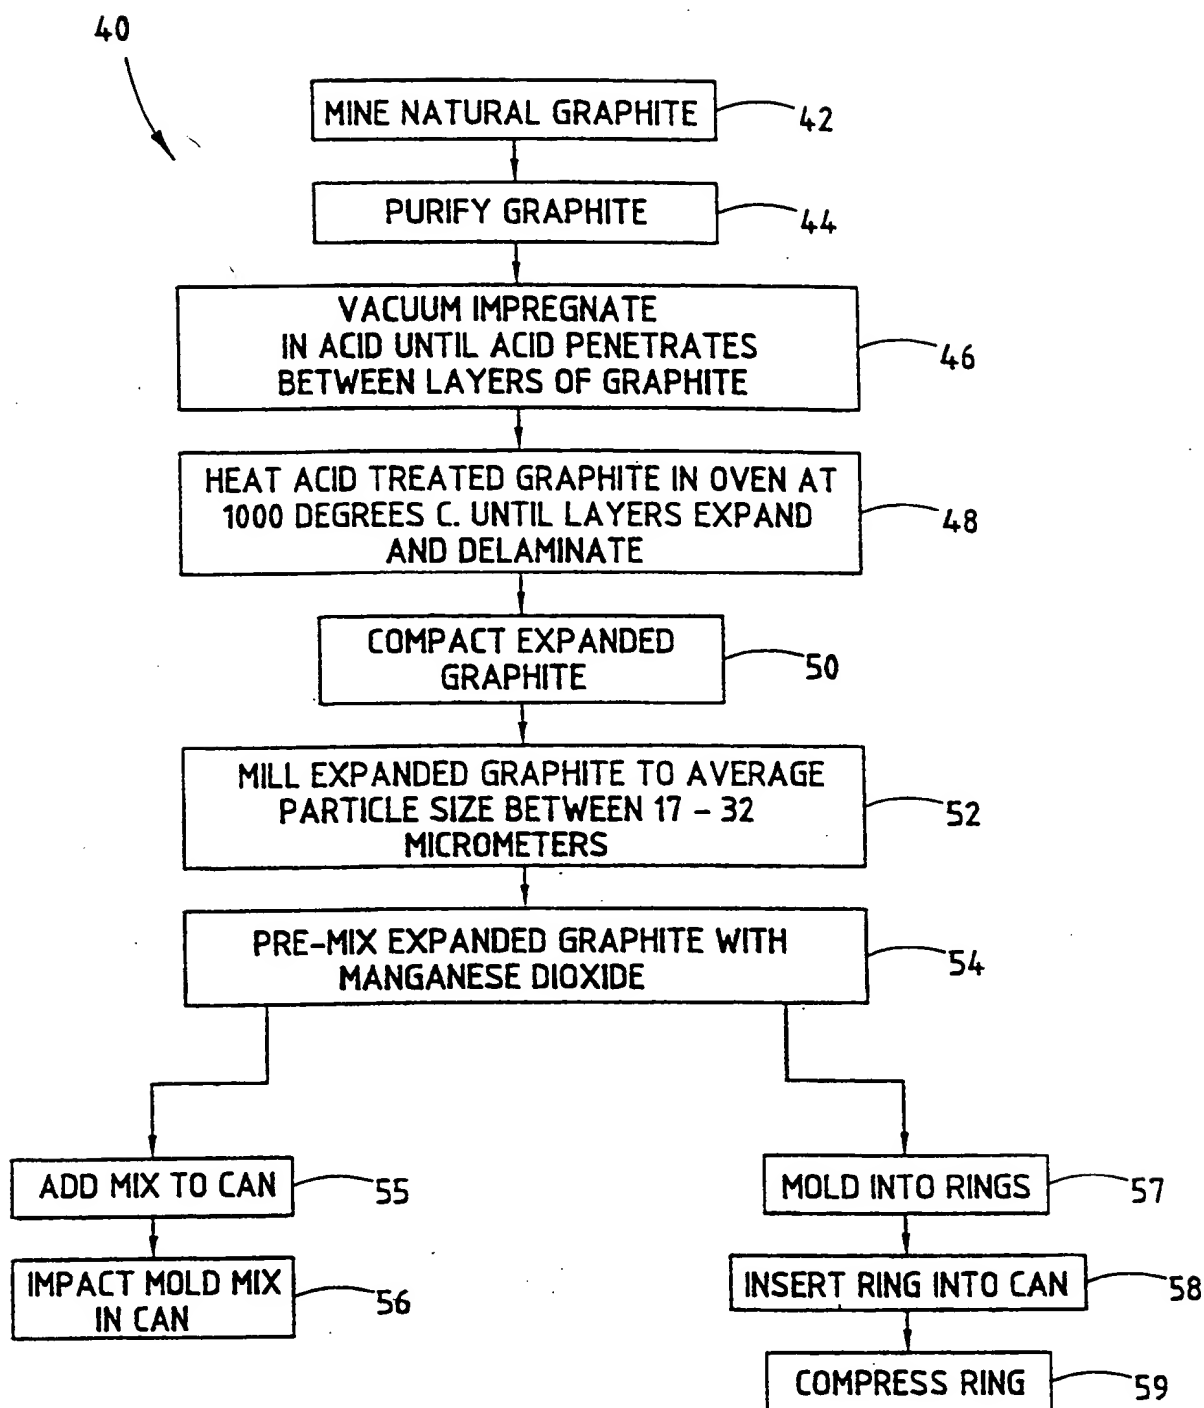 40
MINE NATURAL GRAPHITE
42
PURIFY GRAPHITE
44
VACUUM IMPREGNATE
IN ACID UNTIL ACID PENETRATES
BETWEEN LAYERS OF GRAPHITE
46
HEAT ACID TREATED GRAPHITE IN OVEN AT
1000 DEGREES C. UNTIL LAYERS EXPAND
AND DELAMINATE
48
COMPACT EXPANDED
GRAPHITE
50
MILL EXPANDED GRAPHITE TO AVERAGE
PARTICLE SIZE BETWEEN 17 – 32
MICROMETERS
52
PRE-MIX EXPANDED GRAPHITE WITH
MANGANESE DIOXIDE
54
ADD MIX TO CAN
55
IMPACT MOLD MIX
IN CAN
56
MOLD INTO RINGS
57
INSERT RING INTO CAN
58
COMPRESS RING
59